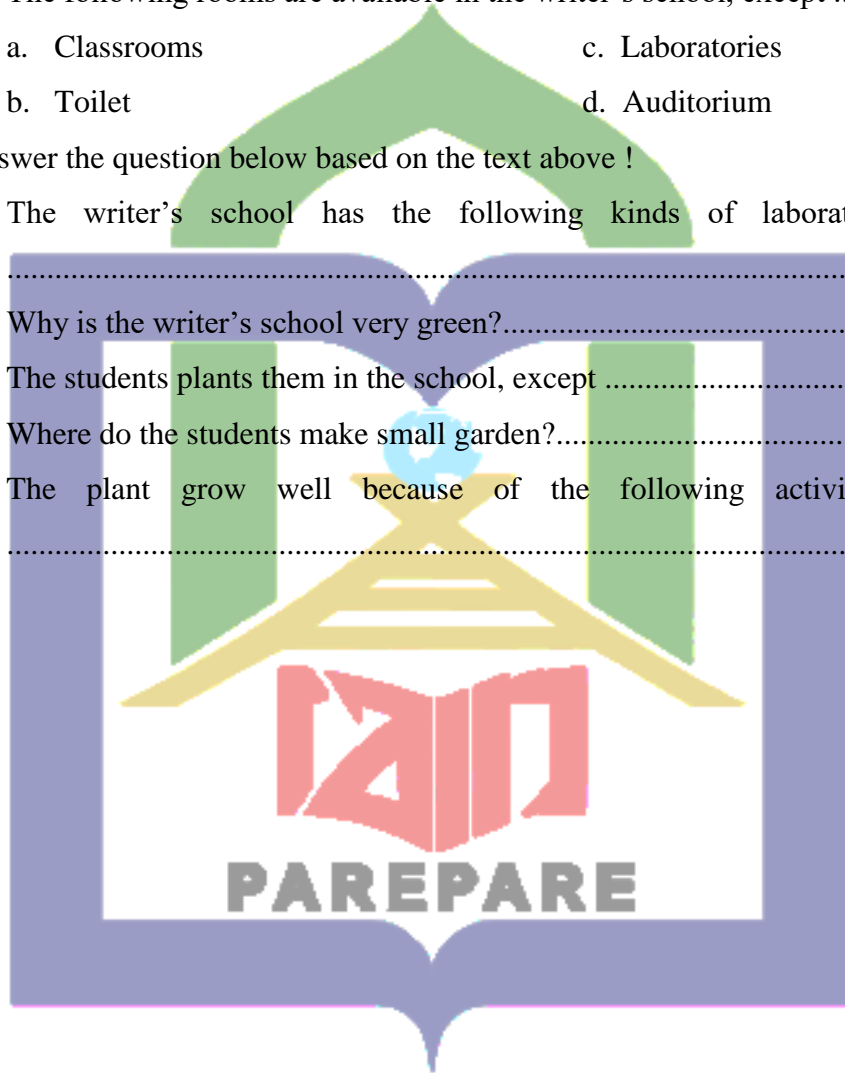 The following rooms are available in the writer's school, except
a. Classrooms c. Laboratories
b. Toilet d. Auditorium
swer the question below based on the text above !
The writer's school has the following kinds of laborat
....................................................................................................
Why is the writer's school very green?..........................................
The students plants them in the school, except ..............................
Where do the students make small garden?....................................
The plant grow well because of the following activi
....................................................................................................
PAREPARE